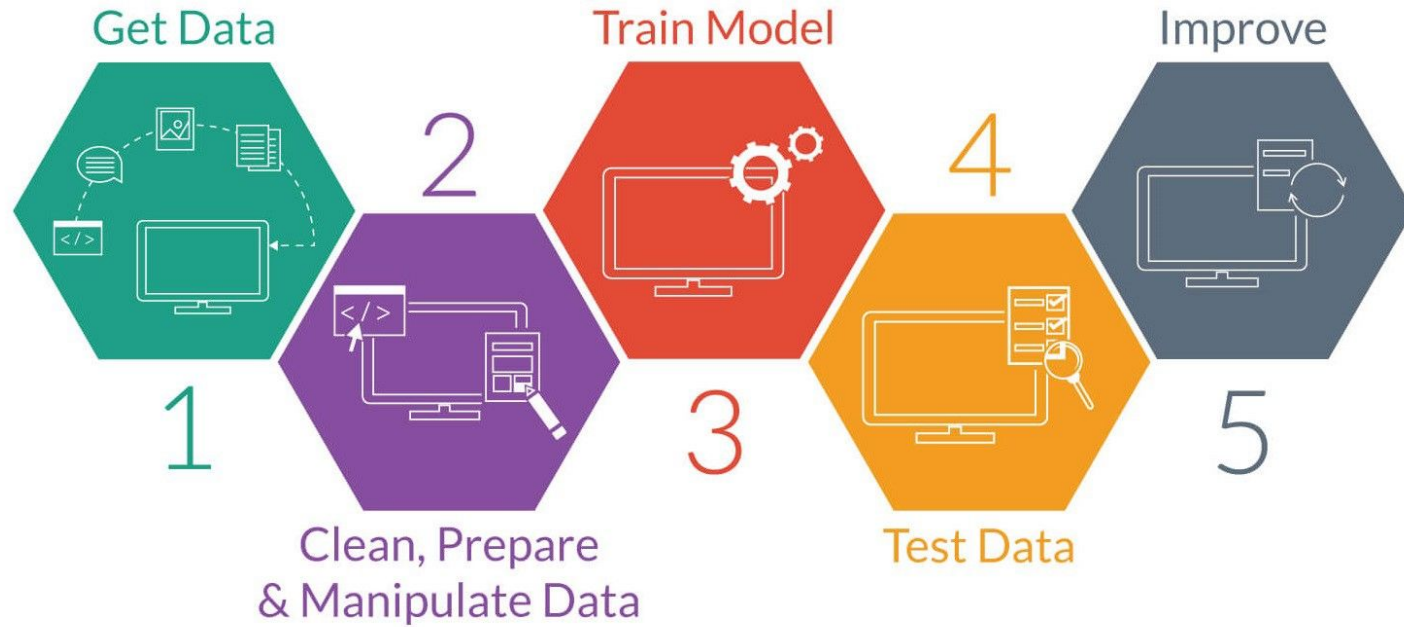 Get Data
1
2
</>
</>
Clean, Prepare
& Manipulate Data
Train Model
3
4
Test Data
Improve
5